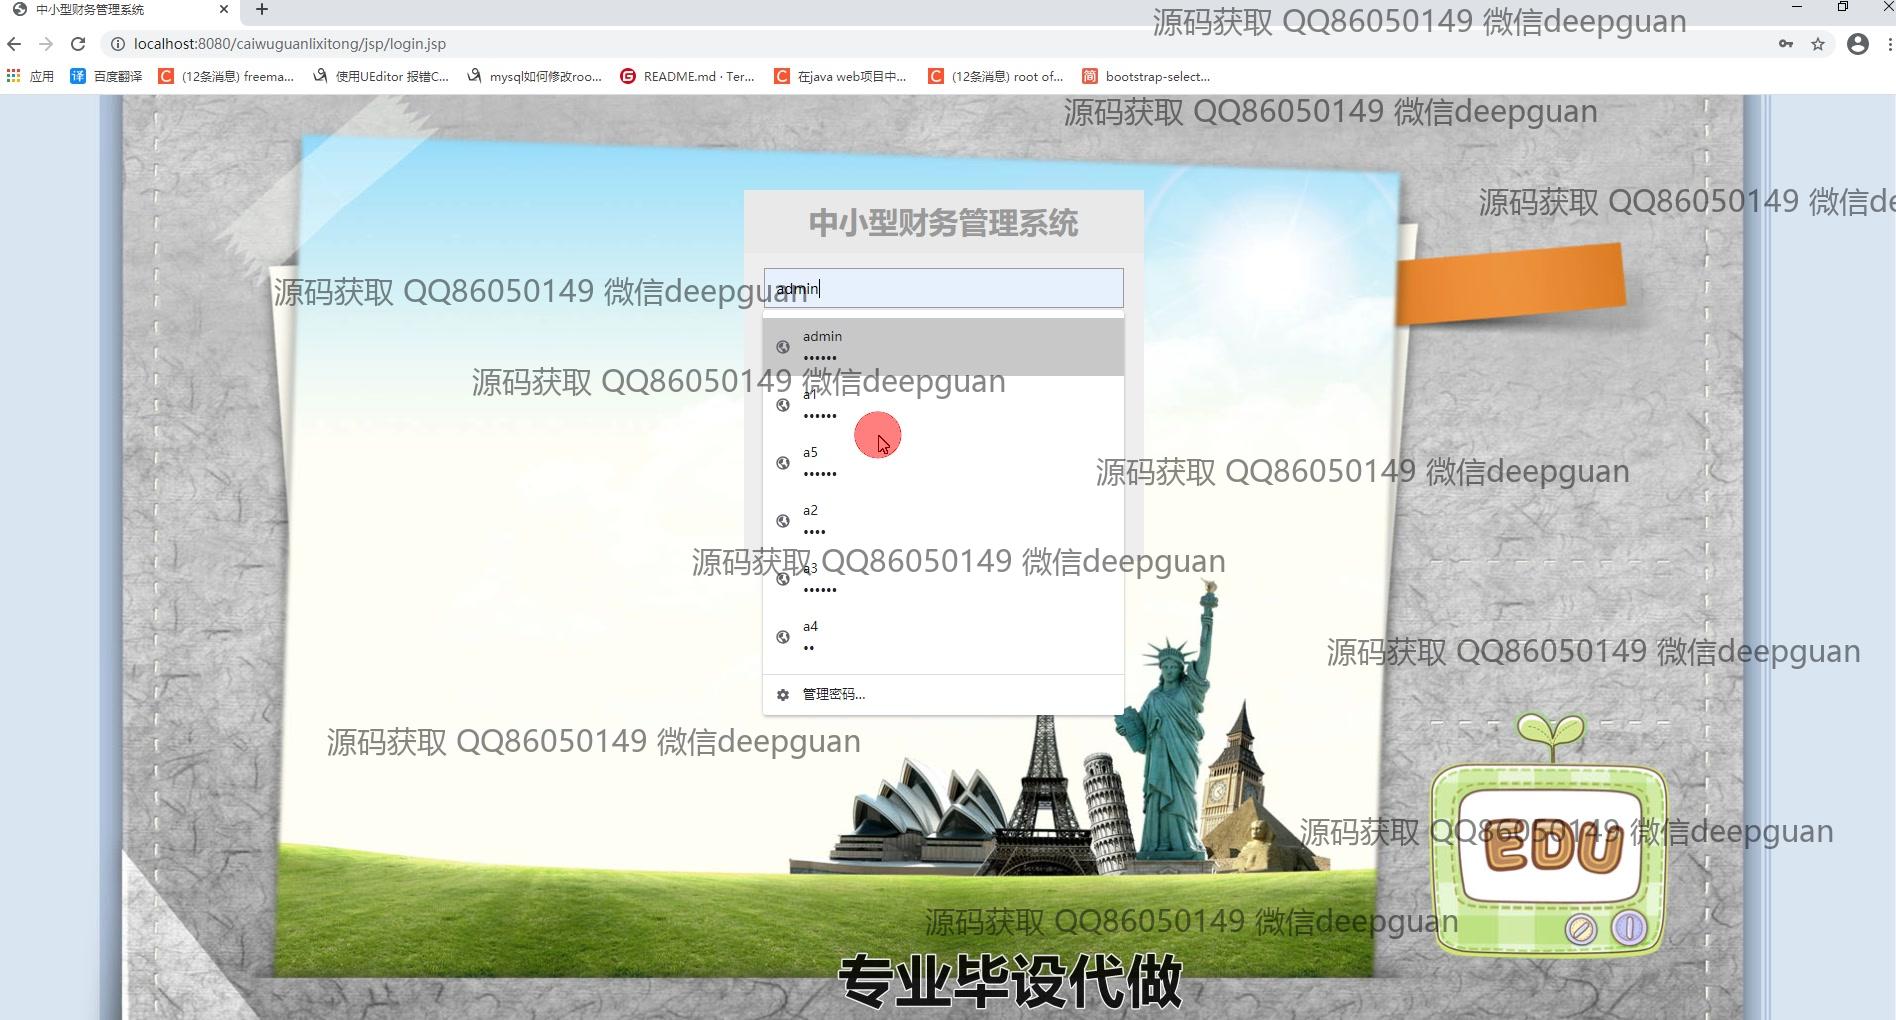 中小型财务管理系统
源码获取 QQ86050149 微信deepguan
localhost:8080/caiwuguanlixitong/jsp/login.jsp
应用
百度翻译
(12条消息) freema...
使用UEditor 报错C...
mysql如何修改roo...
README.md · Ter...
在java web项目中...
(12条消息) root of...
bootstrap-select...
源码获取 QQ86050149 微信deepguan
源码获取 QQ86050149 微信de
中小型财务管理系统
admin
源码获取 QQ86050149 微信deepguan
admin
••••••
源码获取 QQ86050149 微信deepguan
a1
••••••
a5
••••••
源码获取 QQ86050149 微信deepguan
a2
••••
源码获取 QQ86050149 微信deepguan
a3
••••••
a4
••
源码获取 QQ86050149 微信deepguan
管理密码...
源码获取 QQ86050149 微信deepguan
源码获取 QQ86050149 微信deepguan
EDU
源码获取 QQ86050149 微信deepguan
专业毕设代做